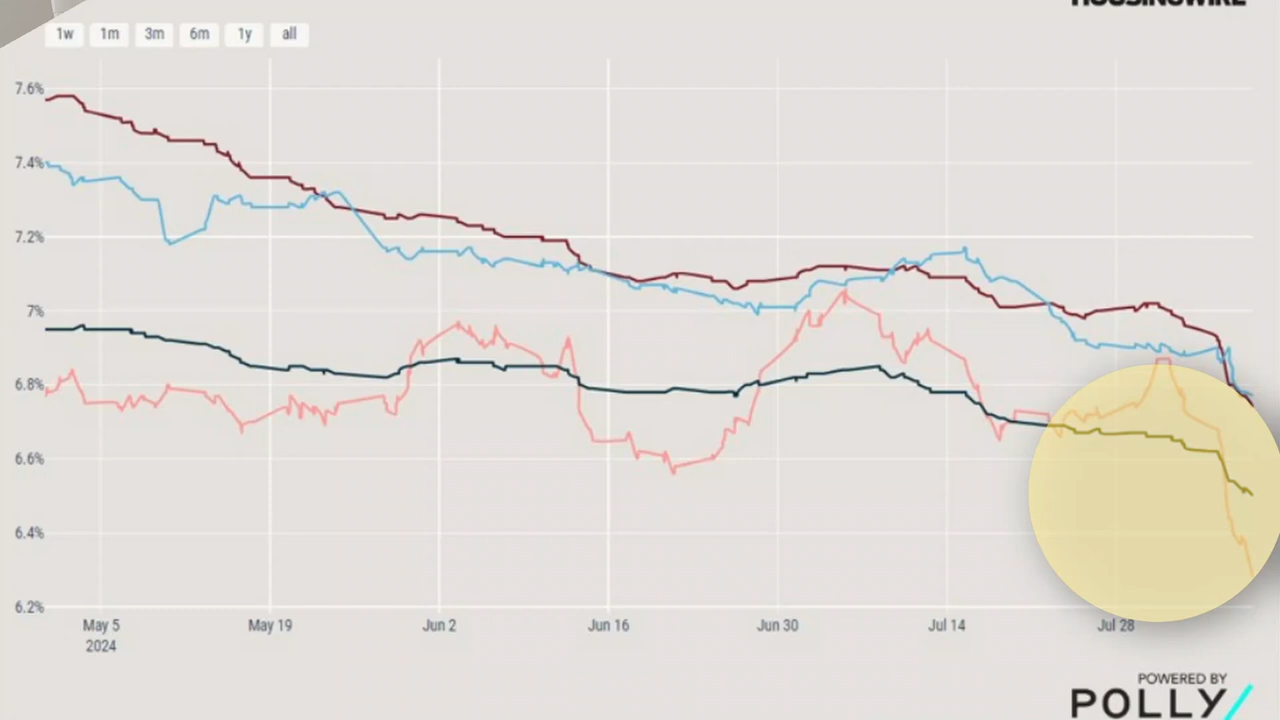 HOUSINGWIRE
1w 1m 3m 6m 1y all
7.6%
7.4%
7.2%
7%
6.8%
6.6%
6.4%
6.2%
May 5 May 19 Jun 2 Jun 16 Jun 30 Jul 14 Jul 28
2024
POWERED BY
POLLY